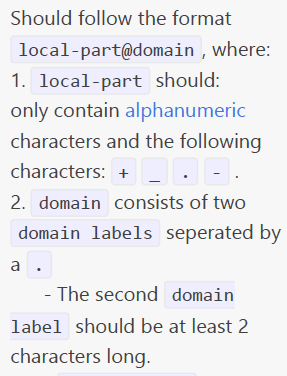 Should follow the format
local-part@domain, where:
1. local-part should:
only contain alphanumeric
characters and the following
characters: + _ . - .
2. domain consists of two
domain labels seperated by
a .
- The second domain
label should be at least 2
characters long.